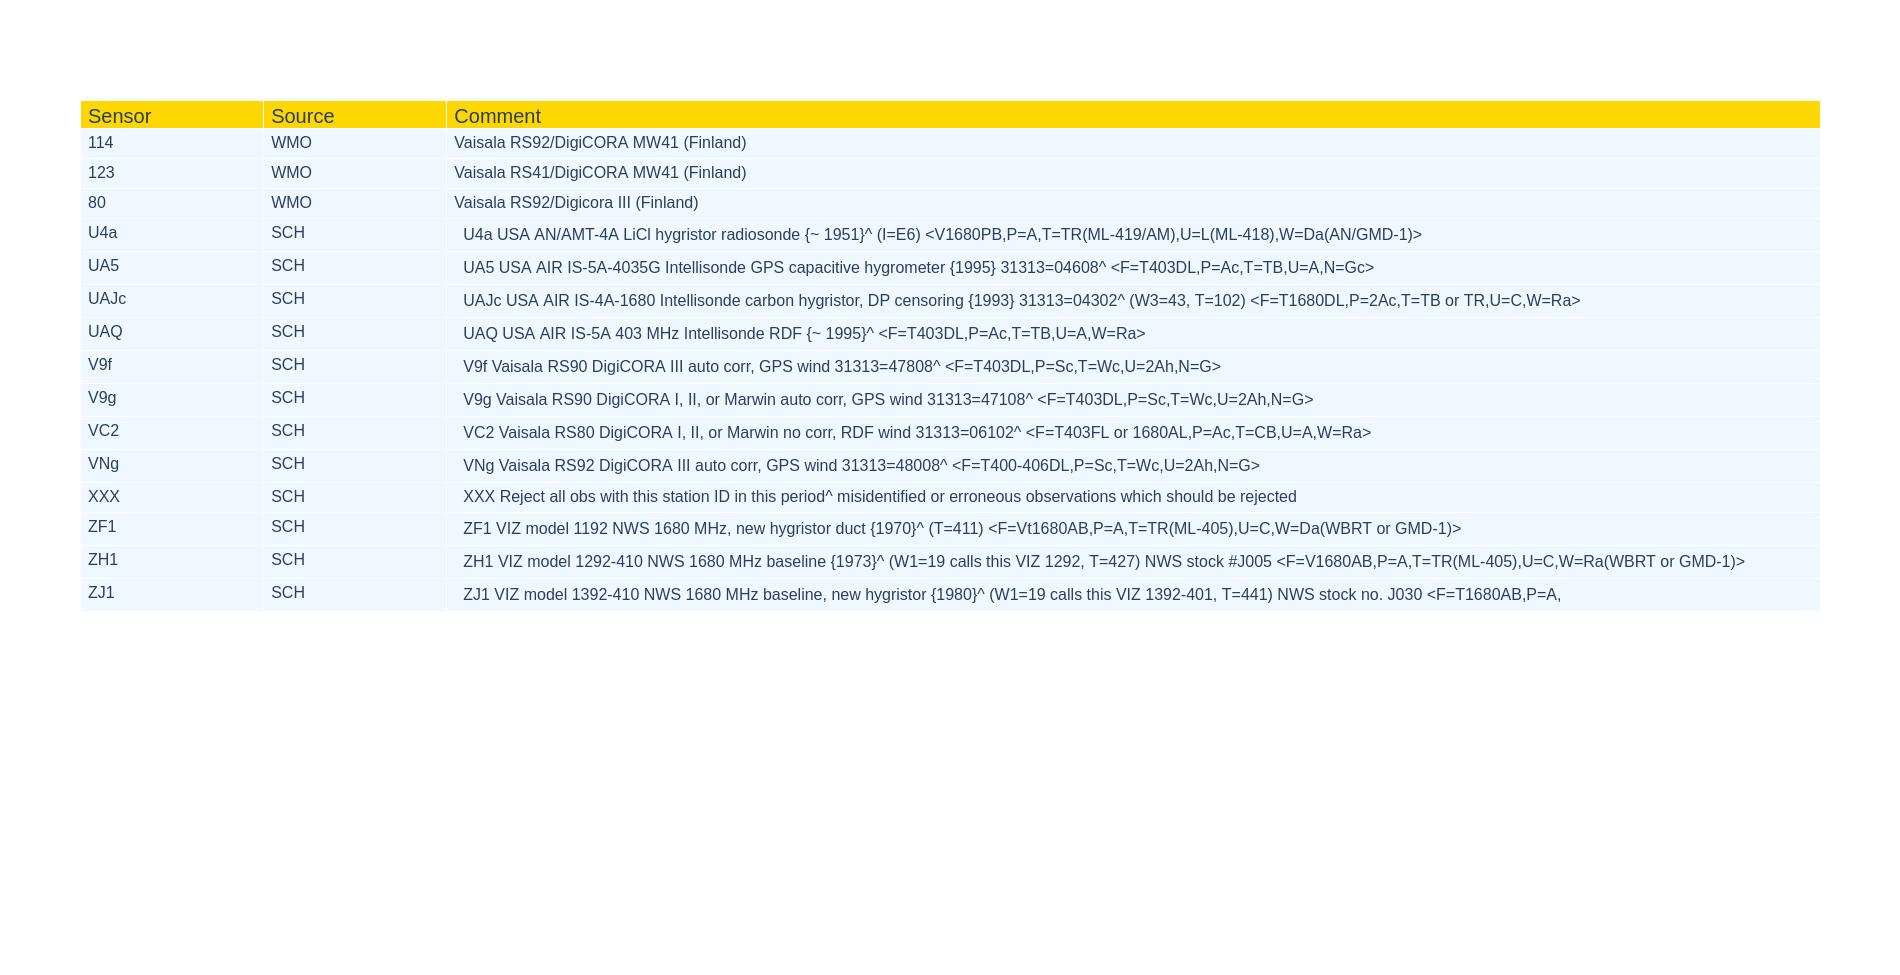 Sensor Source Comment
114 WMO Vaisala RS92/DigiCORA MW41 (Finland)
123 WMO Vaisala RS41/DigiCORA MW41 (Finland)
80 WMO Vaisala RS92/Digicora III (Finland)
U4a SCH U4a USA AN/AMT-4A LiCl hygristor radiosonde {~ 1951}^ (I=E6) <V1680PB,P=A,T=TR(ML-419/AM),U=L(ML-418),W=Da(AN/GMD-1)>
UA5 SCH UA5 USA AIR IS-5A-4035G Intellisonde GPS capacitive hygrometer {1995} 31313=04608^ <F=T403DL,P=Ac,T=TB,U=A,N=Gc>
UAJc SCH UAJc USA AIR IS-4A-1680 Intellisonde carbon hygristor, DP censoring {1993} 31313=04302^ (W3=43, T=102) <F=T1680DL,P=2Ac,T=TB or TR,U=C,W=Ra>
UAQ SCH UAQ USA AIR IS-5A 403 MHz Intellisonde RDF {~ 1995}^ <F=T403DL,P=Ac,T=TB,U=A,W=Ra>
V9f SCH V9f Vaisala RS90 DigiCORA III auto corr, GPS wind 31313=47808^ <F=T403DL,P=Sc,T=Wc,U=2Ah,N=G>
V9g SCH V9g Vaisala RS90 DigiCORA I, II, or Marwin auto corr, GPS wind 31313=47108^ <F=T403DL,P=Sc,T=Wc,U=2Ah,N=G>
VC2 SCH VC2 Vaisala RS80 DigiCORA I, II, or Marwin no corr, RDF wind 31313=06102^ <F=T403FL or 1680AL,P=Ac,T=CB,U=A,W=Ra>
VNg SCH VNg Vaisala RS92 DigiCORA III auto corr, GPS wind 31313=48008^ <F=T400-406DL,P=Sc,T=Wc,U=2Ah,N=G>
XXX SCH XXX Reject all obs with this station ID in this period^ misidentified or erroneous observations which should be rejected
ZF1 SCH ZF1 VIZ model 1192 NWS 1680 MHz, new hygristor duct {1970}^ (T=411) <F=Vt1680AB,P=A,T=TR(ML-405),U=C,W=Da(WBRT or GMD-1)>
ZH1 SCH ZH1 VIZ model 1292-410 NWS 1680 MHz baseline {1973}^ (W1=19 calls this VIZ 1292, T=427) NWS stock #J005 <F=V1680AB,P=A,T=TR(ML-405),U=C,W=Ra(WBRT or GMD-1)>
ZJ1 SCH ZJ1 VIZ model 1392-410 NWS 1680 MHz baseline, new hygristor {1980}^ (W1=19 calls this VIZ 1392-401, T=441) NWS stock no. J030 <F=T1680AB,P=A,